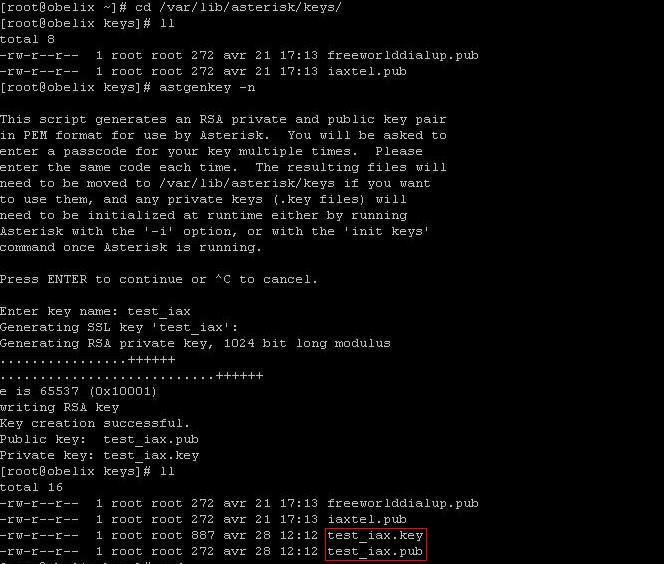 [root@obelix ~]# cd /var/lib/asterisk/keys/
[root@obelix keys]# ll
total 8
-rw-r--r--  1 root root 272 avr 21 17:13 freeworlddialup.pub
-rw-r--r--  1 root root 272 avr 21 17:13 iaxtel.pub
[root@obelix keys]# astgenkey -n
This script generates an RSA private and public key pair
in PEM format for use by Asterisk.  You will be asked to
enter a passcode for your key multiple times.  Please
enter the same code each time.  The resulting files will
need to be moved to /var/lib/asterisk/keys if you want
to use them, and any private keys (.key files) will
need to be initialized at runtime either by running
Asterisk with the '-i' option, or with the 'init keys'
command once Asterisk is running.
Press ENTER to continue or ^C to cancel.
Enter key name: test_iax
Generating SSL key 'test_iax':
Generating RSA private key, 1024 bit long modulus
................++++++
...........................++++++
e is 65537 (0x10001)
writing RSA key
Key creation successful.
Public key:  test_iax.pub
Private key: test_iax.key
[root@obelix keys]# ll
total 16
-rw-r--r--  1 root root 272 avr 21 17:13 freeworlddialup.pub
-rw-r--r--  1 root root 272 avr 21 17:13 iaxtel.pub
-rw-r--r--  1 root root 887 avr 28 12:12 test_iax.key
-rw-r--r--  1 root root 272 avr 28 12:12 test_iax.pub